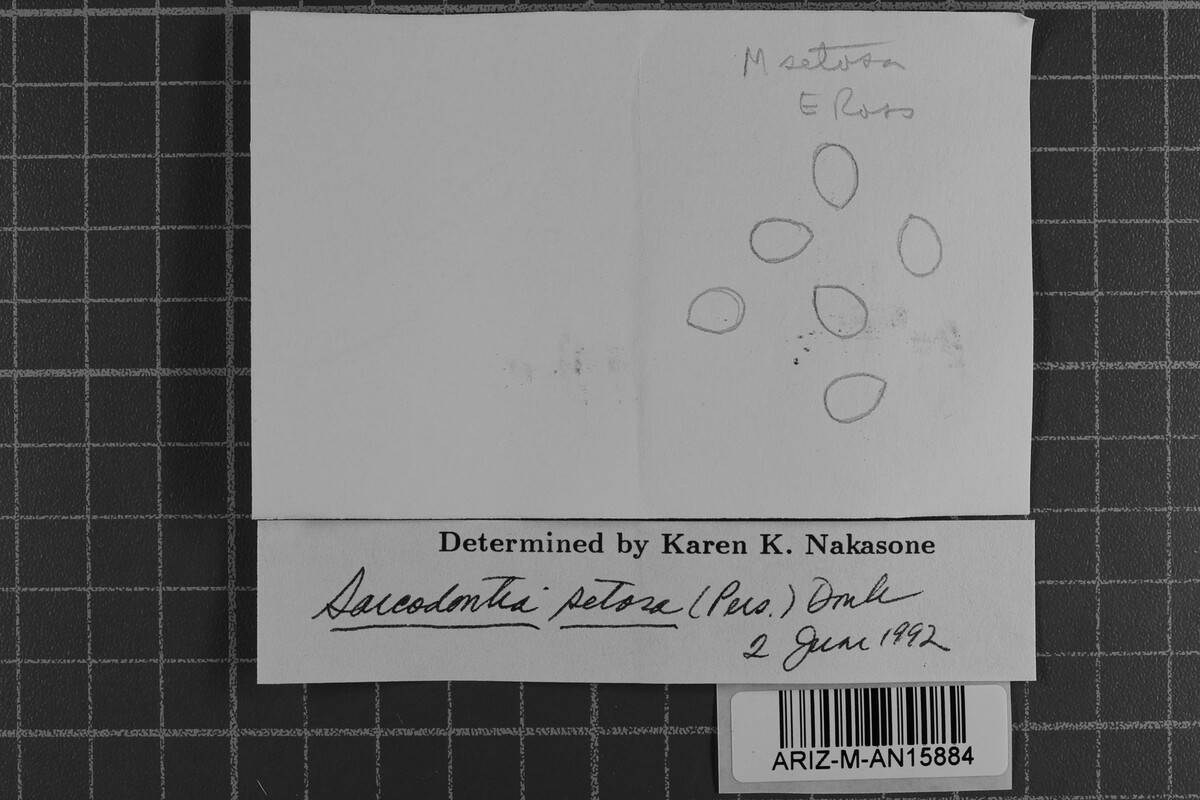 M setosa
E Ross
Determined by Karen K. Nakasone
Sarcodontia setosa (Pers.) Donk
2 June 1992
ARIZ-M-AN15884